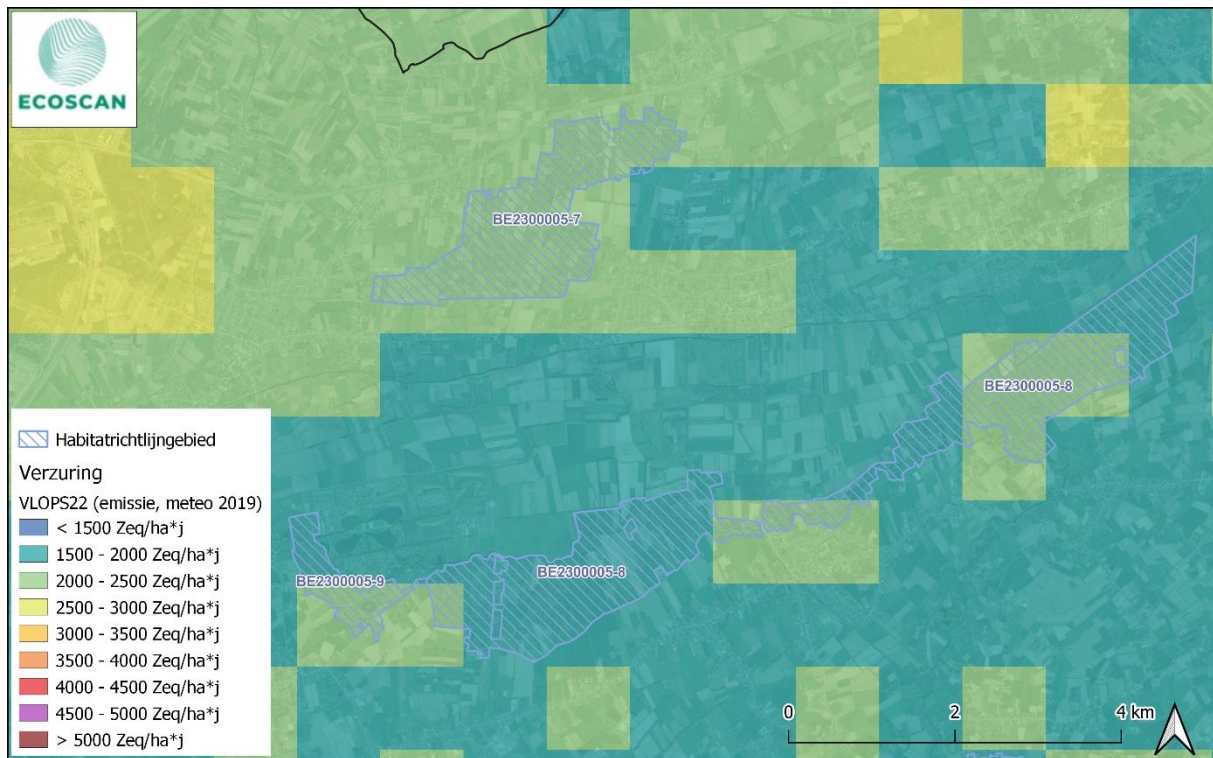 ECOSCAN
BE2300005-7
BE2300005-8
BE2300005-8
BE2300005-9
Habitatrichtlijngebied
Verzuring
VLOPS22 (emissie, meteo 2019)
< 1500 Zeq/ha*j
1500 - 2000 Zeq/ha*j
2000 - 2500 Zeq/ha*j
2500 - 3000 Zeq/ha*j
3000 - 3500 Zeq/ha*j
3500 - 4000 Zeq/ha*j
4000 - 4500 Zeq/ha*j
4500 - 5000 Zeq/ha*j
> 5000 Zeq/ha*j
0 2 4 km